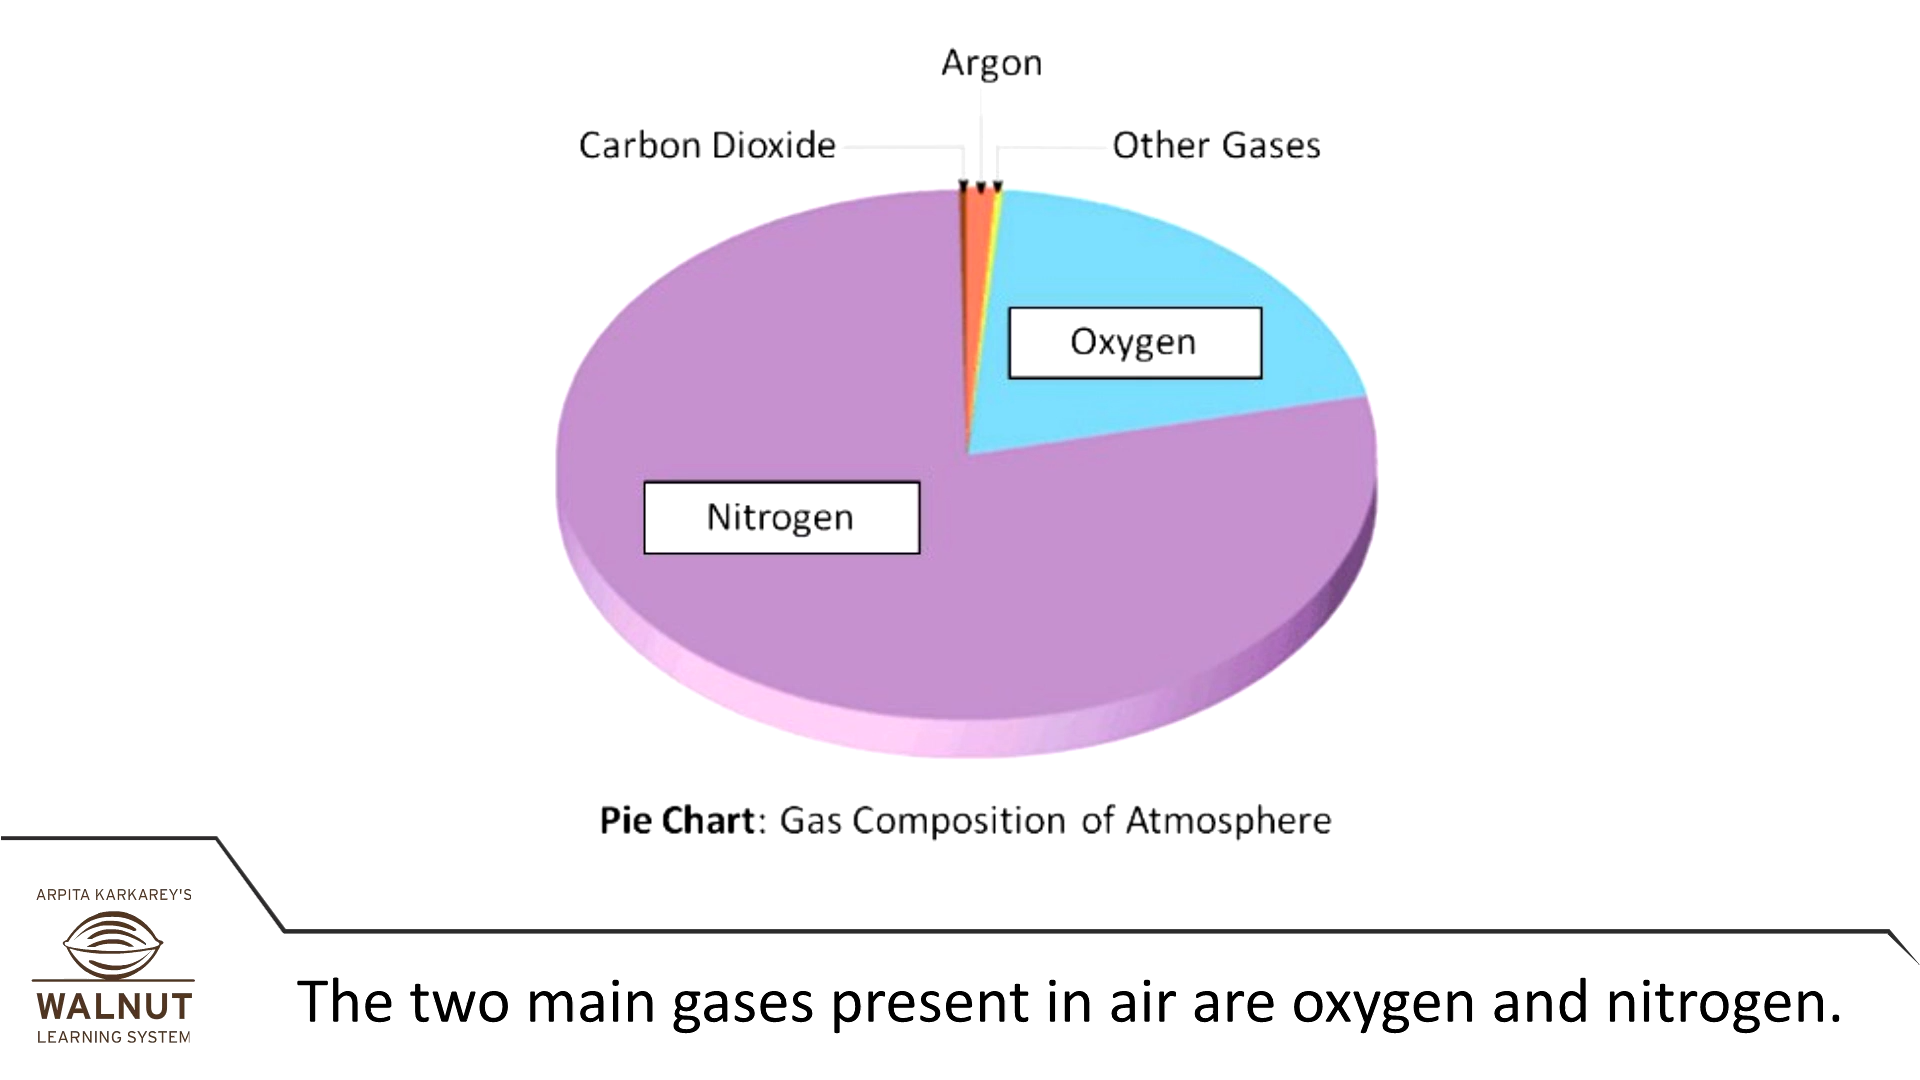 Argon
Carbon Dioxide
Other Gases
Oxygen
Nitrogen
Pie Chart: Gas Composition of Atmosphere
ARPITA KARKAREY'S
WALNUT
LEARNING SYSTEM
The two main gases present in air are oxygen and nitrogen.